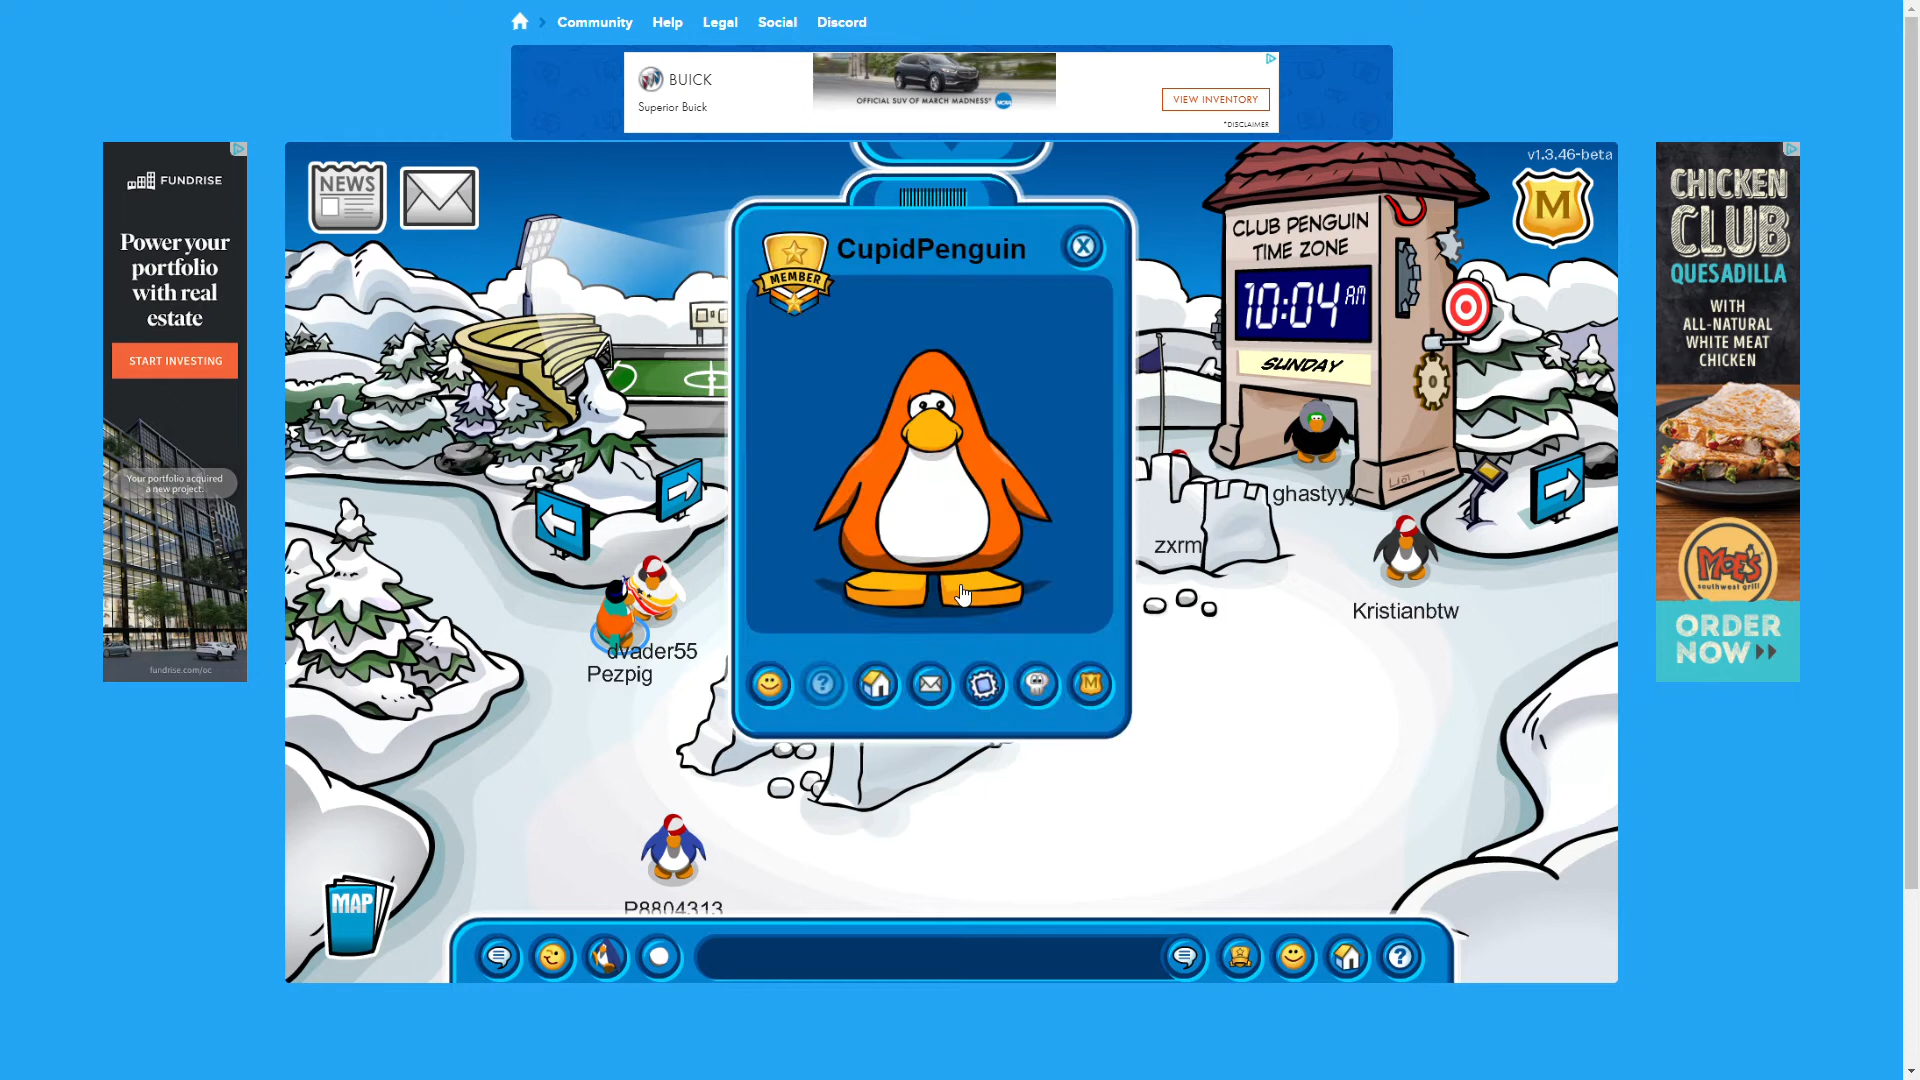 Community Help Legal Social Discord
BUICK
Superior Buick
OFFICIAL SUV OF MARCH MADNESS®
VIEW INVENTORY
*DISCLAIMER
FUNDRISE
Power your
portfolio
with real
estate
START INVESTING
Your portfolio acquired
a new project.
fundrise.com/oc
NEWS
MEMBER
CupidPenguin
v1.3.46-beta
M
CLUB PENGUIN
TIME ZONE
10:04 AM
SUNDAY
ghastyyy
zxrm
Kristianbtw
dvader55
Pezpig
P8804313
MAP
CHICKEN
CLUB
QUESADILLA
WITH
ALL-NATURAL
WHITE MEAT
CHICKEN
MOE'S
southwest grill
ORDER
NOW